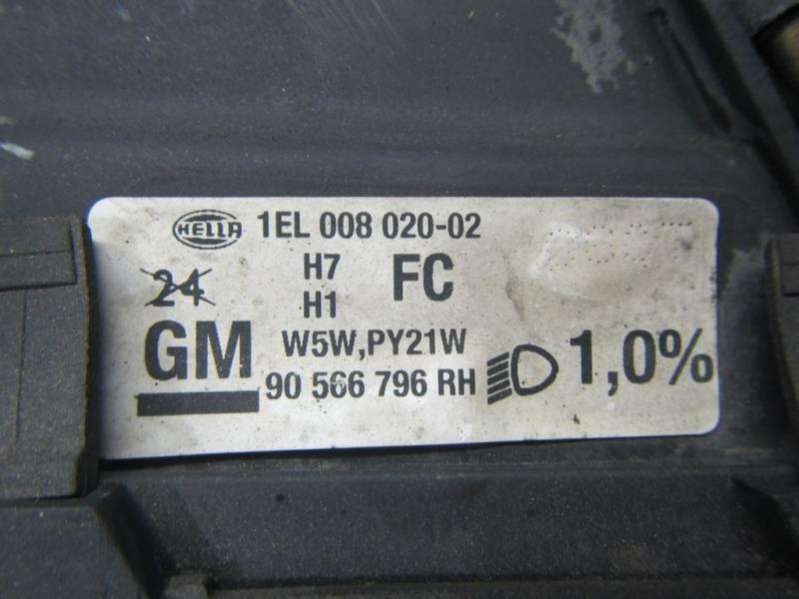 HELLA 1EL 008 020-02
24 H7 FC
H1
GM W5W,PY21W
90 566 796 RH 1,0%